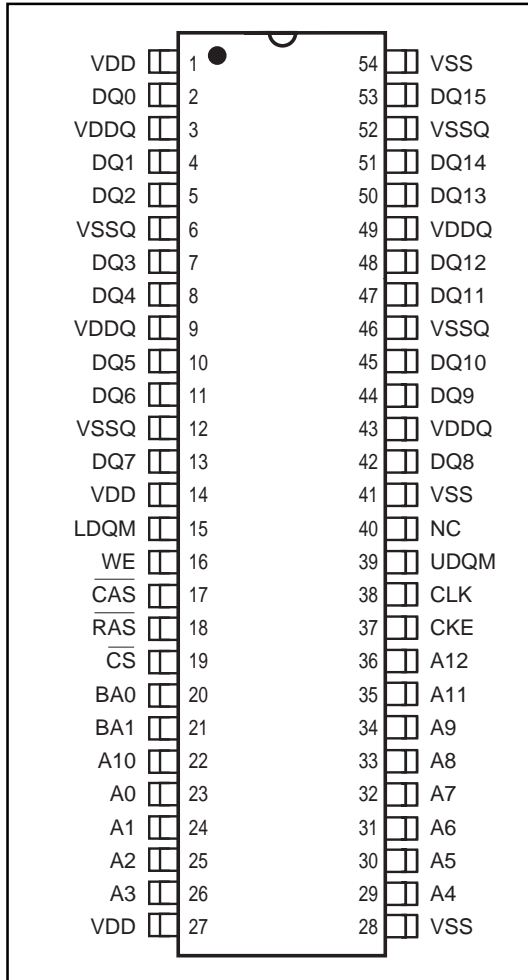 VDD 1 54 VSS
DQ0 2 53 DQ15
VDDQ 3 52 VSSQ
DQ1 4 51 DQ14
DQ2 5 50 DQ13
VSSQ 6 49 VDDQ
DQ3 7 48 DQ12
DQ4 8 47 DQ11
VDDQ 9 46 VSSQ
DQ5 10 45 DQ10
DQ6 11 44 DQ9
VSSQ 12 43 VDDQ
DQ7 13 42 DQ8
VDD 14 41 VSS
LDQM 15 40 NC
WE 16 39 UDQM
C̅A̅S̅ 17 38 CLK
R̅A̅S̅ 18 37 CKE
C̅S̅ 19 36 A12
BA0 20 35 A11
BA1 21 34 A9
A10 22 33 A8
A0 23 32 A7
A1 24 31 A6
A2 25 30 A5
A3 26 29 A4
VDD 27 28 VSS